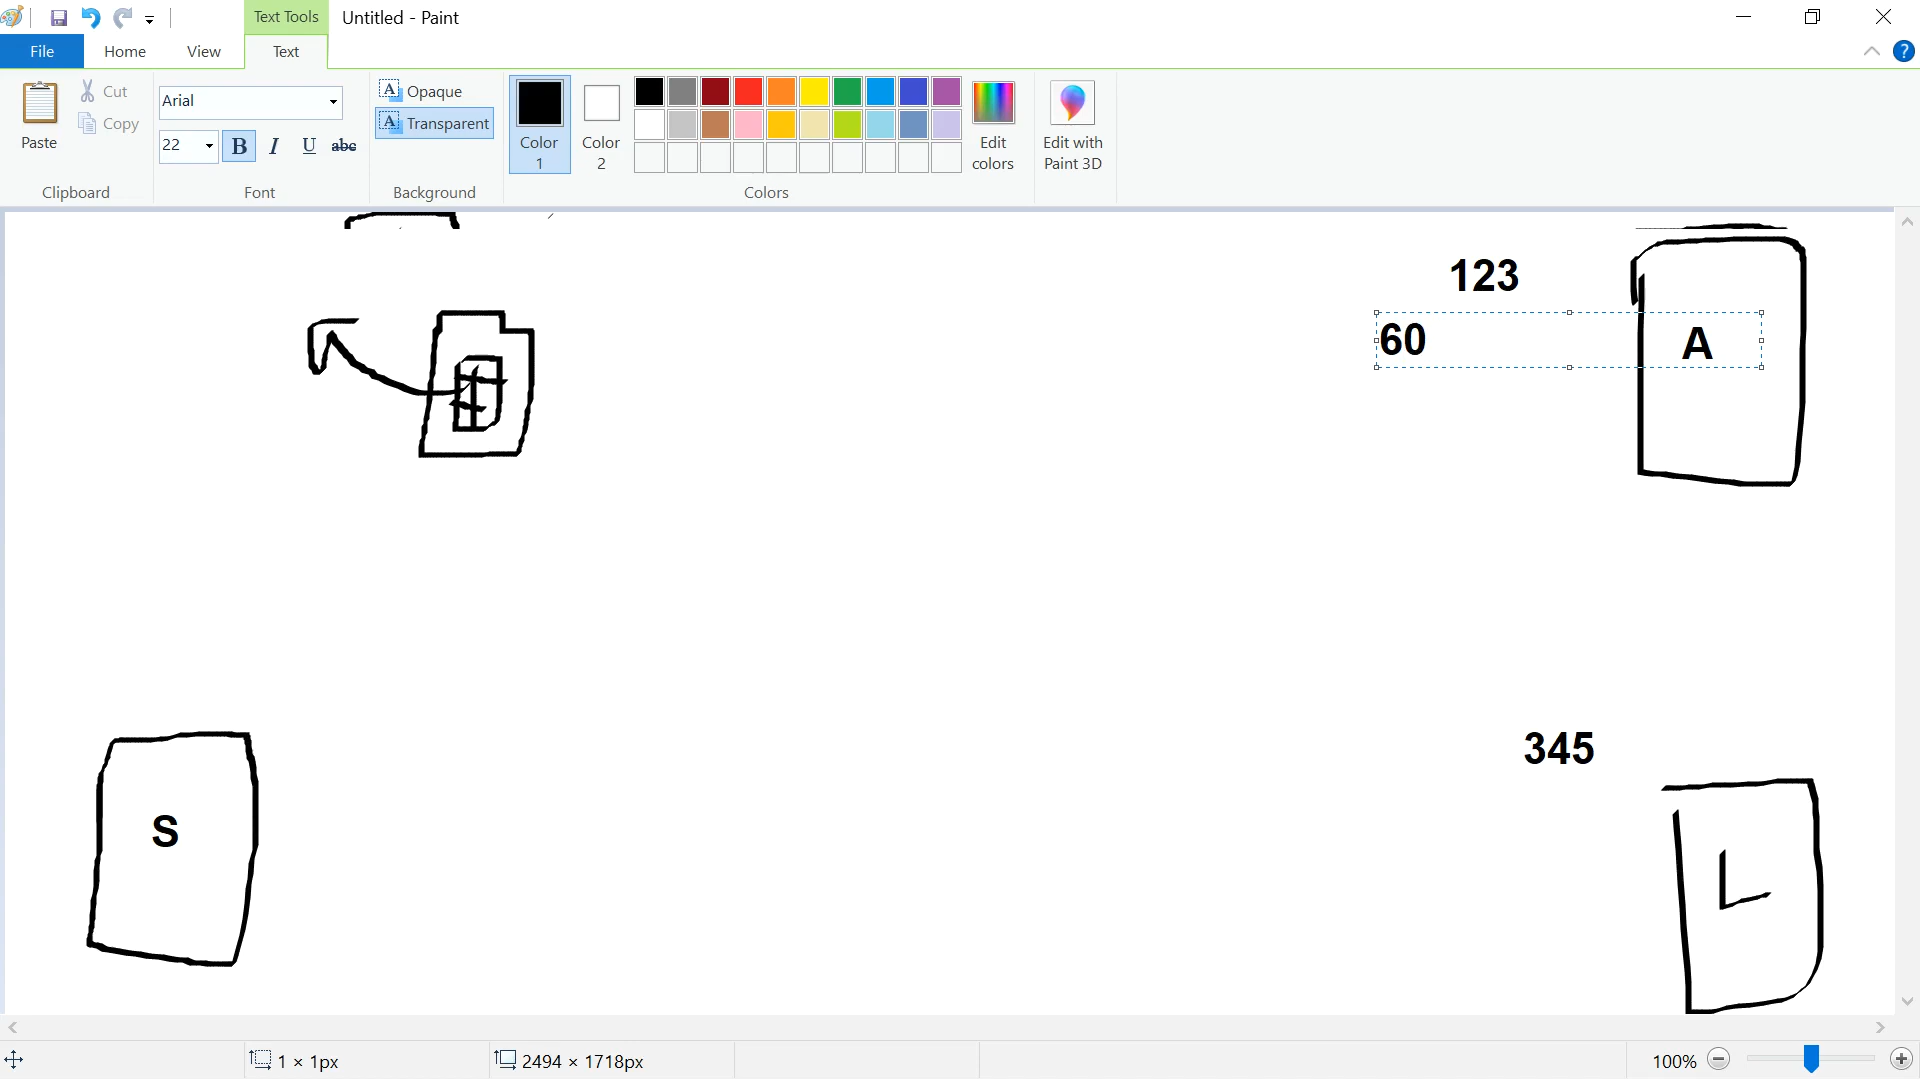 Text Tools
Untitled - Paint
File
Home
View
Text
?
Paste
Cut
Copy
Clipboard
Arial
22
B
I
U
abc
Font
A Opaque
A Transparent
Background
Color 1
Color 2
Colors
Edit colors
Edit with Paint 3D
123
60
A
345
S
L
1 × 1px
2494 × 1718px
100%